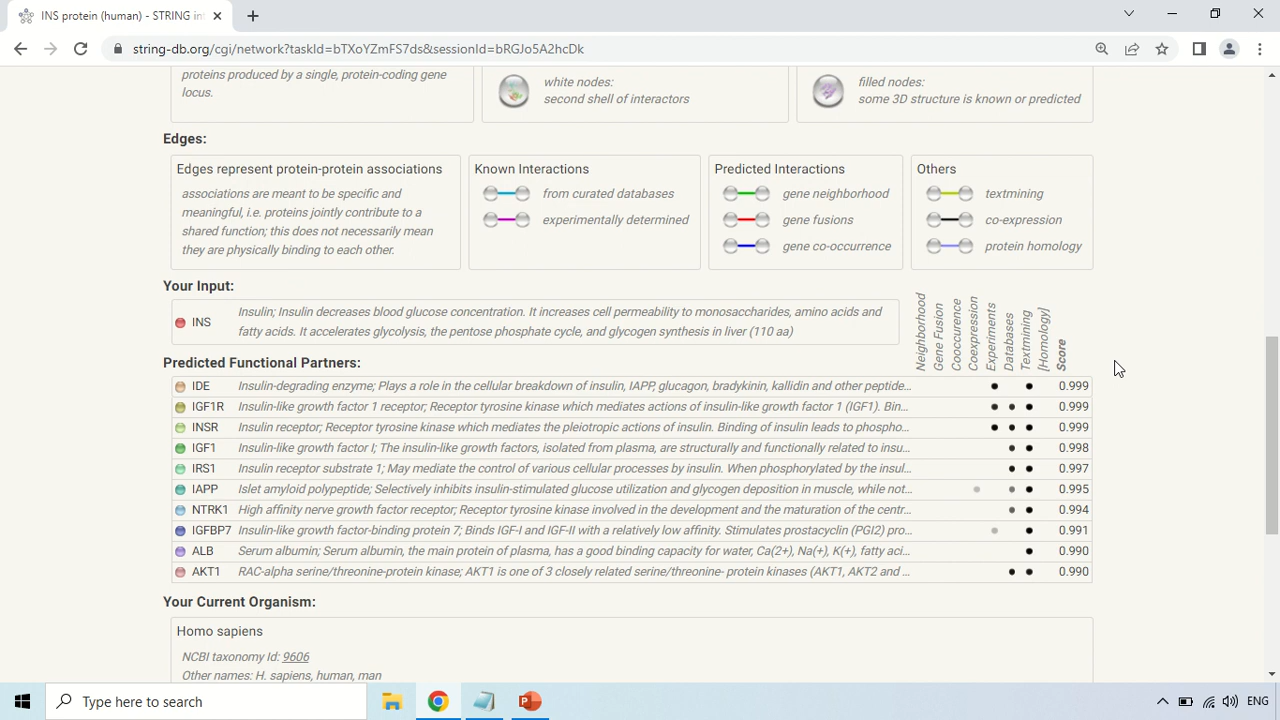 INS protein (human) - STRING in
string-db.org/cgi/network?taskId=bTXoYZmFS7ds&sessionId=bRGJo5A2hcDk
proteins produced by a single, protein-coding gene
locus.
white nodes:
second shell of interactors
filled nodes:
some 3D structure is known or predicted
Edges:
Edges represent protein-protein associations
associations are meant to be specific and
meaningful, i.e. proteins jointly contribute to a
shared function; this does not necessarily mean
they are physically binding to each other.
Known Interactions
from curated databases
experimentally determined
Predicted Interactions
gene neighborhood
gene fusions
gene co-occurrence
Others
textmining
co-expression
protein homology
Your Input:
INS
Insulin; Insulin decreases blood glucose concentration. It increases cell permeability to monosaccharides, amino acids and
fatty acids. It accelerates glycolysis, the pentose phosphate cycle, and glycogen synthesis in liver (110 aa)
Neighborhood
Gene Fusion
Cooccurence
Coexpression
Experiments
Databases
Textmining
[Homology]
Score
Predicted Functional Partners:
IDE Insulin-degrading enzyme; Plays a role in the cellular breakdown of insulin, IAPP, glucagon, bradykinin, kallidin and other peptide... 0.999
IGF1R Insulin-like growth factor 1 receptor; Receptor tyrosine kinase which mediates actions of insulin-like growth factor 1 (IGF1). Bin... 0.999
INSR Insulin receptor; Receptor tyrosine kinase which mediates the pleiotropic actions of insulin. Binding of insulin leads to phospho... 0.999
IGF1 Insulin-like growth factor I; The insulin-like growth factors, isolated from plasma, are structurally and functionally related to insu... 0.998
IRS1 Insulin receptor substrate 1; May mediate the control of various cellular processes by insulin. When phosphorylated by the insul... 0.997
IAPP Islet amyloid polypeptide; Selectively inhibits insulin-stimulated glucose utilization and glycogen deposition in muscle, while not... 0.995
NTRK1 High affinity nerve growth factor receptor; Receptor tyrosine kinase involved in the development and the maturation of the centr... 0.994
IGFBP7 Insulin-like growth factor-binding protein 7; Binds IGF-I and IGF-II with a relatively low affinity. Stimulates prostacyclin (PGI2) pro... 0.991
ALB Serum albumin; Serum albumin, the main protein of plasma, has a good binding capacity for water, Ca(2+), Na(+), K(+), fatty aci... 0.990
AKT1 RAC-alpha serine/threonine-protein kinase; AKT1 is one of 3 closely related serine/threonine- protein kinases (AKT1, AKT2 and ... 0.990
Your Current Organism:
Homo sapiens
NCBI taxonomy Id: 9606
Other names: H. sapiens, human, man
Type here to search
ENG